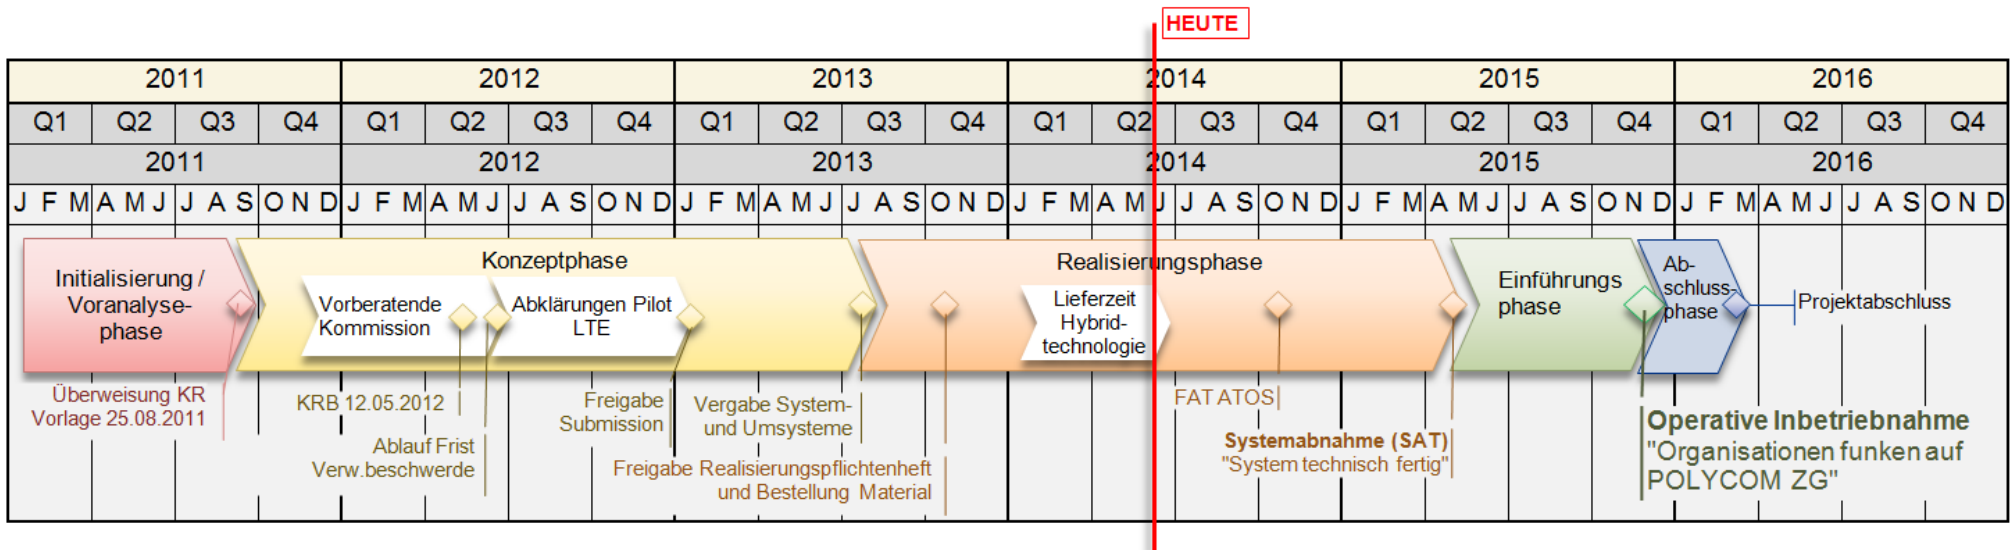 HEUTE
2011 2012 2013 2014 2015 2016
Q1 Q2 Q3 Q4 Q1 Q2 Q3 Q4 Q1 Q2 Q3 Q4 Q1 Q2 Q3 Q4 Q1 Q2 Q3 Q4 Q1 Q2 Q3 Q4
2011 2012 2013 2014 2015 2016
J F M A M J J A S O N D J F M A M J J A S O N D J F M A M J J A S O N D J F M A M J J A S O N D J F M A M J J A S O N D J F M A M J J A S O N D
Initialisierung /
Voranalyse-
phase
Konzeptphase
Vorberatende
Kommission
Abklärungen Pilot
LTE
Realisierungsphase
Lieferzeit
Hybrid-
technologie
Einführungs
phase
Ab-
schluss-
phase
Projektabschluss
Überweisung KR
Vorlage 25.08.2011
KRB 12.05.2012
Ablauf Frist
Verw.beschwerde
Freigabe
Submission
Vergabe System-
und Umsysteme
Freigabe Realisierungspflichtenheft
und Bestellung Material
FAT ATOS
Systemabnahme (SAT)
"System technisch fertig"
Operative Inbetriebnahme
"Organisationen funken auf
POLYCOM ZG"